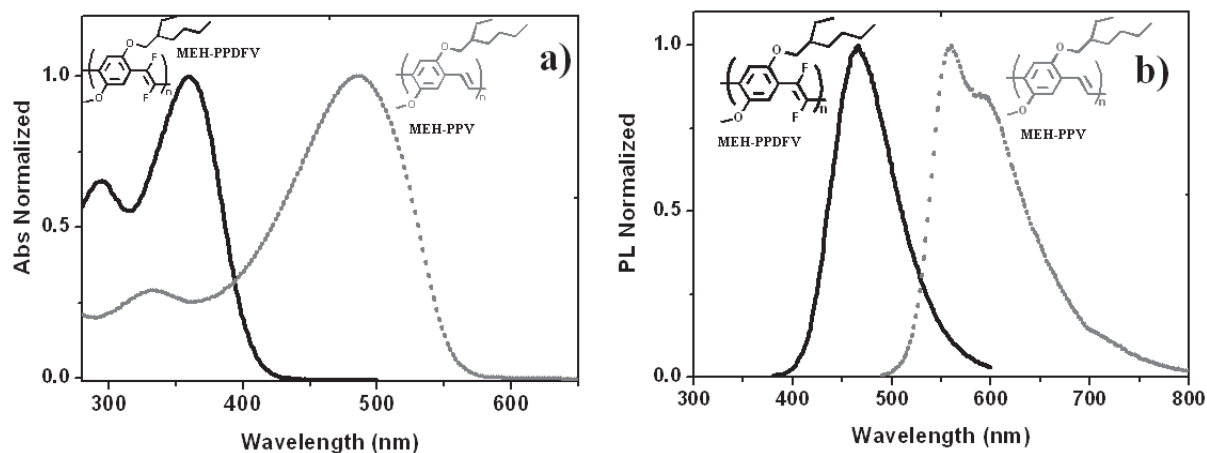 MEH-PPDFV
MEH-PPV
a)
O
F
F
O
n
O
O
n
1.0
0.5
0.0
Abs Normalized
300 400 500 600
Wavelength (nm)
MEH-PPDFV
MEH-PPV
b)
O
F
F
O
n
O
O
n
1.0
0.5
0.0
PL Normalized
300 400 500 600 700 800
Wavelength (nm)